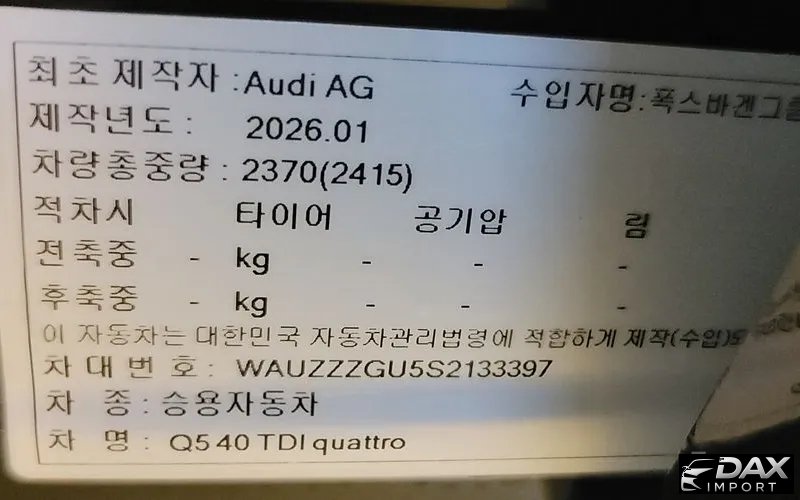 최초 제작자 : Audi AG 수입자명: 폭스바겐그룹
제작년도 : 2026.01
차량총중량 : 2370(2415)
적차시 타이어 공기압 림
전축중 - kg - - -
후축중 - kg - - -
이 자동차는 대한민국 자동차관리법령에 적합하게 제작(수입)되
차 대 번 호 : WAUZZZGU5S2133397
차 종 : 승용자동차
차 명 : Q5 40 TDI quattro
DAX
IMPORT